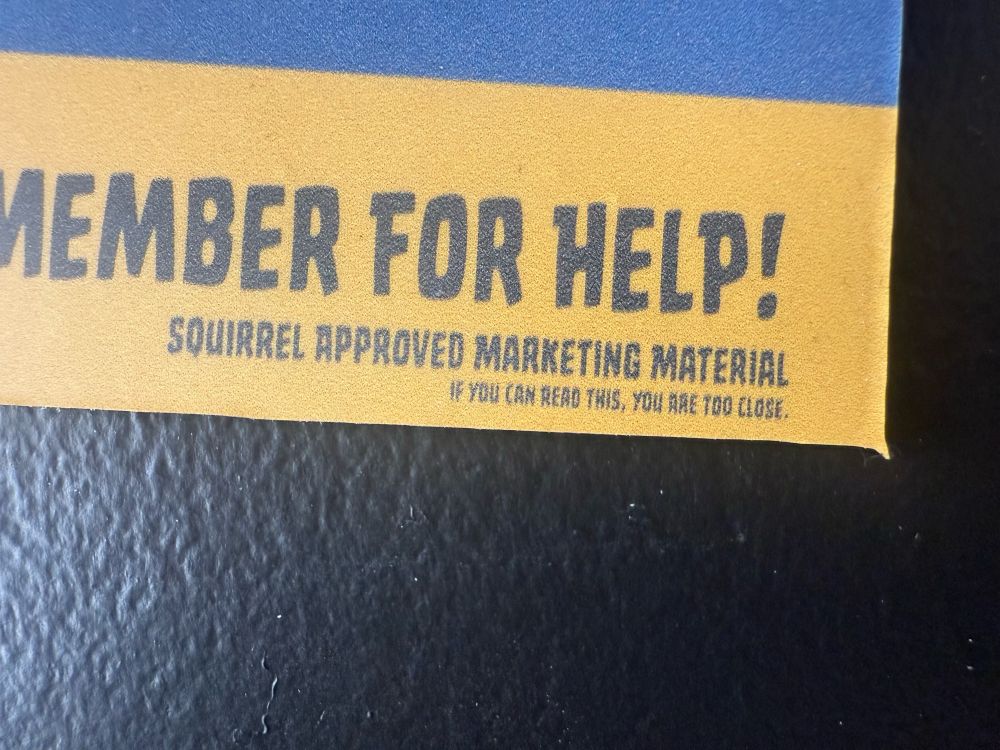 MEMBER FOR HELP!
SQUIRREL APPROVED MARKETING MATERIAL
IF YOU CAN READ THIS, YOU ARE TOO CLOSE.